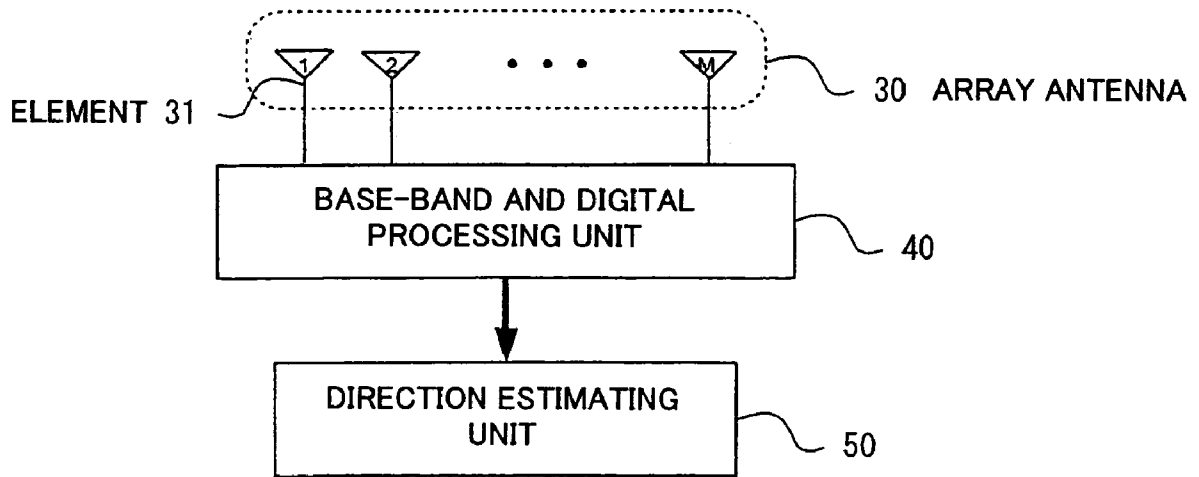 1 2 • • • M
ELEMENT 31
30 ARRAY ANTENNA
BASE-BAND AND DIGITAL
PROCESSING UNIT
40
DIRECTION ESTIMATING
UNIT
50